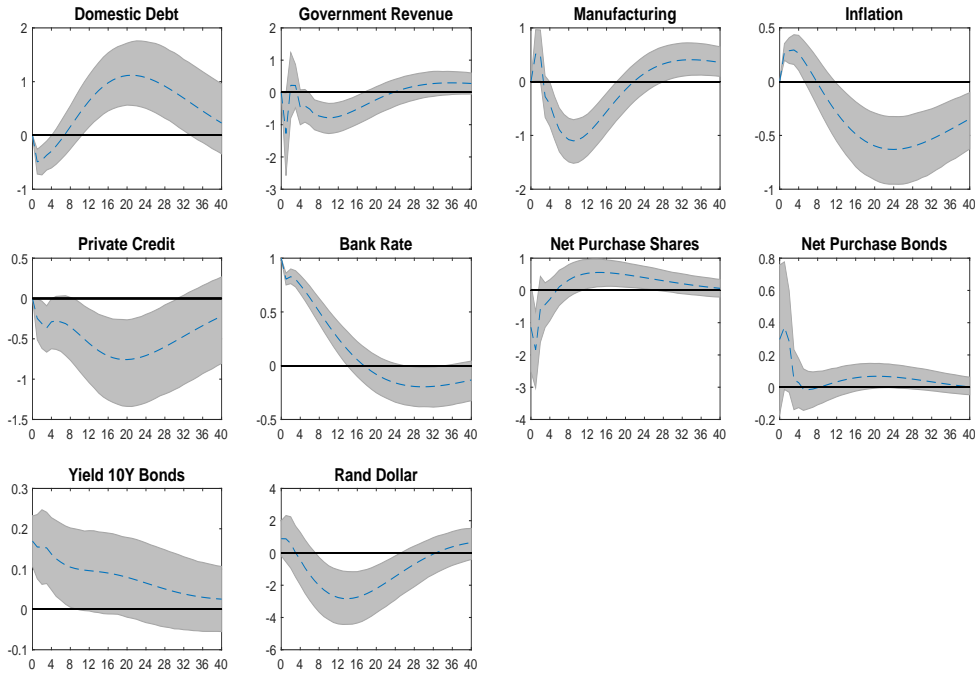 Domestic Debt
2
1
0
-1
0 4 8 12 16 20 24 28 32 36 40
Government Revenue
2
1
0
-1
-2
-3
0 4 8 12 16 20 24 28 32 36 40
Manufacturing
1
0
-1
-2
0 4 8 12 16 20 24 28 32 36 40
Inflation
0.5
0
-0.5
-1
0 4 8 12 16 20 24 28 32 36 40
Private Credit
0.5
0
-0.5
-1
-1.5
0 4 8 12 16 20 24 28 32 36 40
Bank Rate
1
0.5
0
-0.5
0 4 8 12 16 20 24 28 32 36 40
Net Purchase Shares
1
0
-1
-2
-3
-4
0 4 8 12 16 20 24 28 32 36 40
Net Purchase Bonds
0.8
0.6
0.4
0.2
0
-0.2
0 4 8 12 16 20 24 28 32 36 40
Yield 10Y Bonds
0.3
0.2
0.1
0
-0.1
0 4 8 12 16 20 24 28 32 36 40
Rand Dollar
4
2
0
-2
-4
-6
0 4 8 12 16 20 24 28 32 36 40